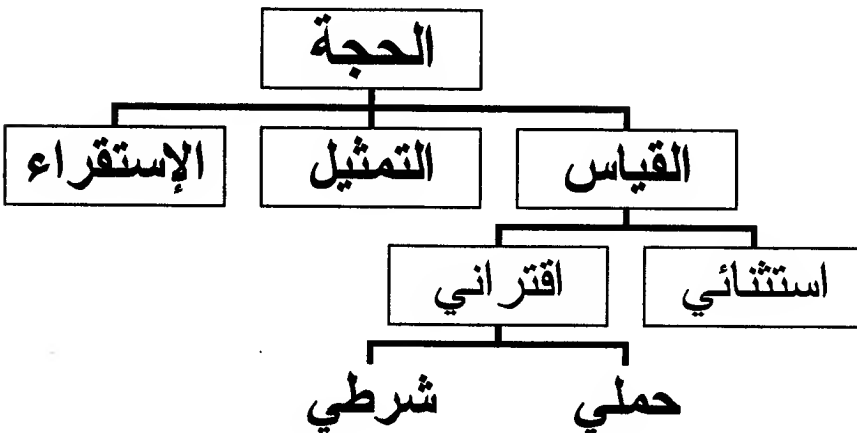 الحجة
القياس
التمثيل
الإستقراء
استثنائي
اقتراني
حملي
شرطي